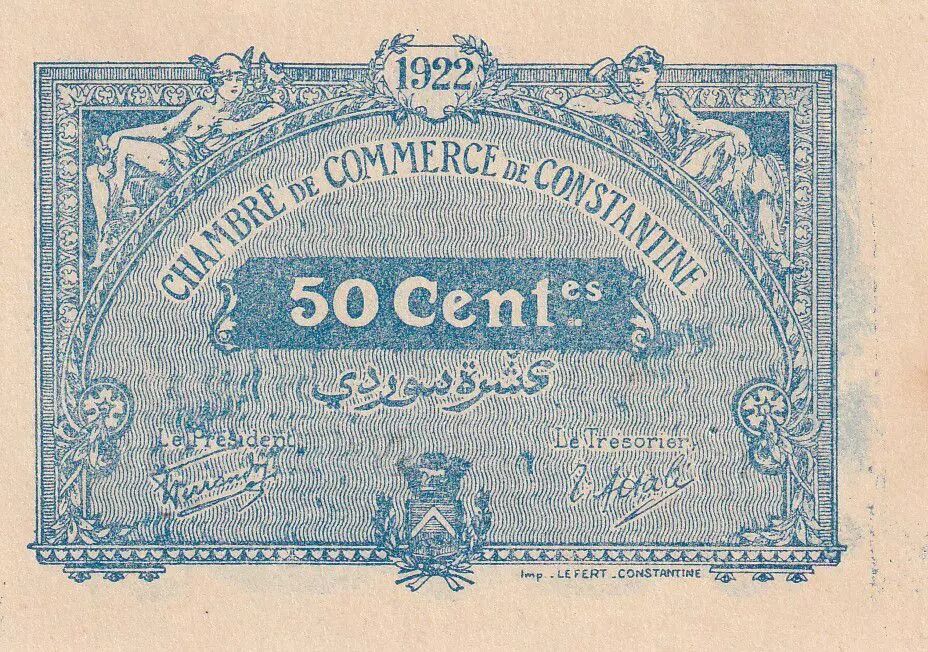 1922
CHAMBRE DE COMMERCE DE CONSTANTINE
50 Centes
عشرة سوردي
Le Président,
Le Trésorier,
Imp. LEFERT. CONSTANTINE